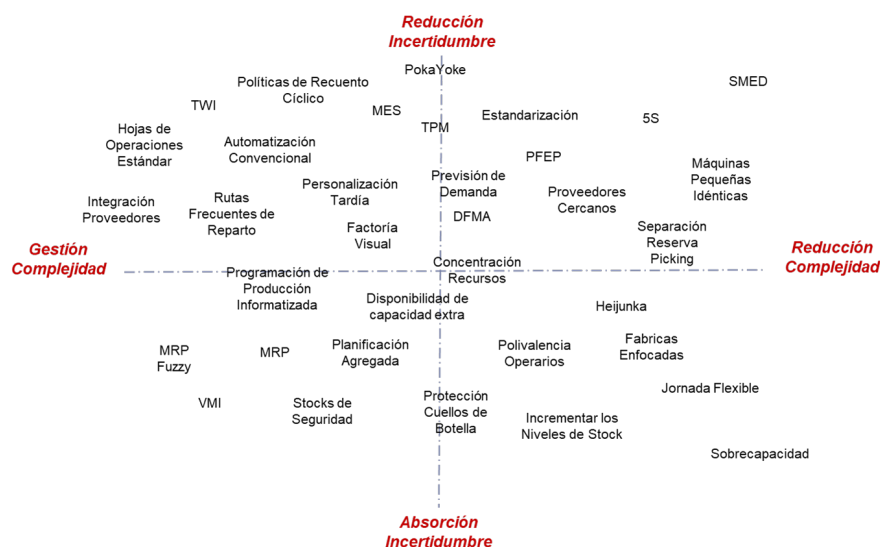 Reducción
Incertidumbre
PokaYoke
SMED
Políticas de Recuento
Cíclico
TWI
MES
TPM
Estandarización
5S
Hojas de
Operaciones
Estándar
Automatización
Convencional
PFEP
Máquinas
Pequeñas
Idénticas
Personalización
Tardía
Previsión de
Demanda
Proveedores
Cercanos
Integración
Proveedores
Rutas
Frecuentes de
Reparto
Factoría
Visual
DFMA
Separación
Reserva
Picking
Gestión
Complejidad
Reducción
Complejidad
Concentración
Recursos
Programación de
Producción
Informatizada
Disponibilidad de
capacidad extra
Heijunka
MRP
Fuzzy
MRP
Planificación
Agregada
Polivalencia
Operarios
Fabricas
Enfocadas
Jornada Flexible
VMI
Stocks de
Seguridad
Protección
Cuellos de
Botella
Incrementar los
Niveles de Stock
Sobrecapacidad
Absorción
Incertidumbre